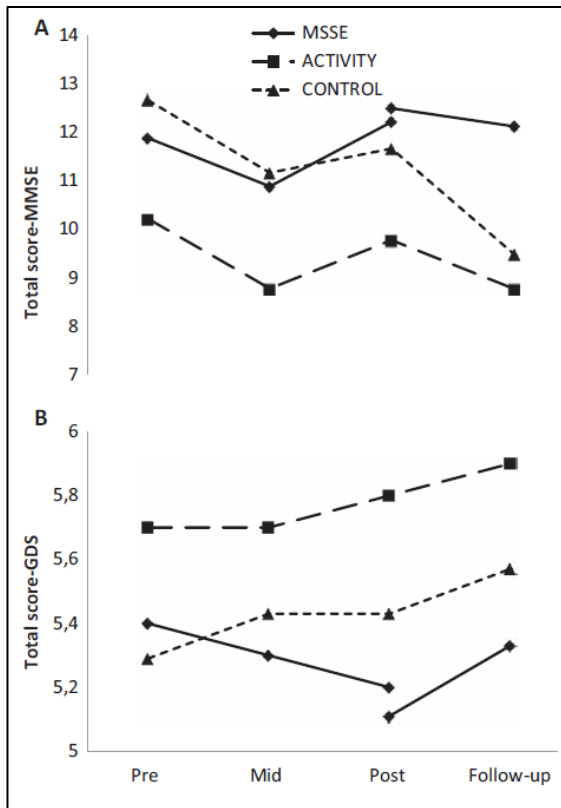 A
14
13
12
11
10
9
8
7
Total score-MMSE
MSSE
ACTIVITY
CONTROL
B
6
5,8
5,6
5,4
5,2
5
Total score-GDS
Pre Mid Post Follow-up